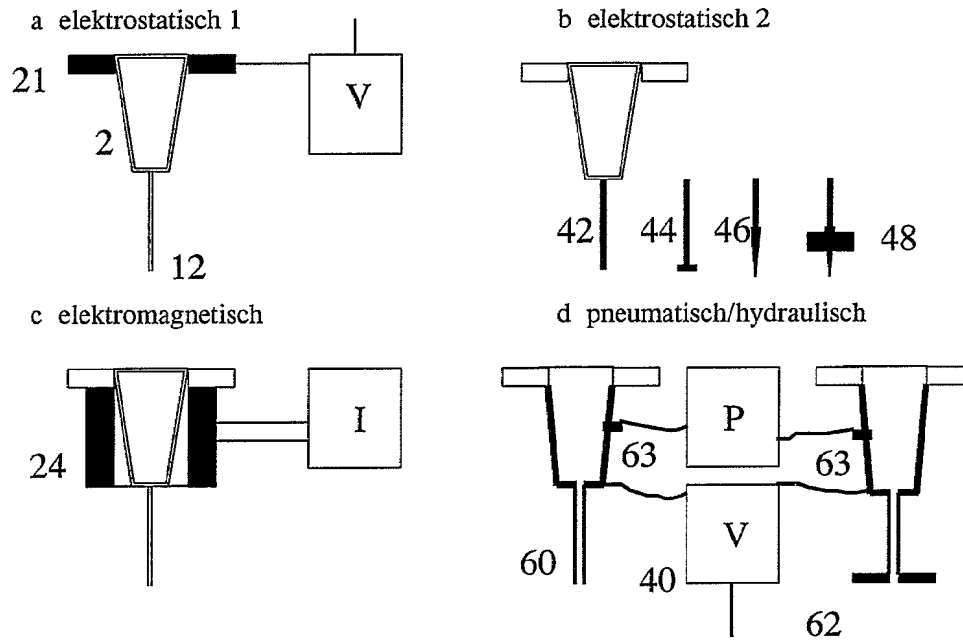 a elektrostatisch 1
21
V
2
12
b elektrostatisch 2
42
44
46
48
c elektromagnetisch
I
24
d pneumatisch/hydraulisch
P
63
63
V
60
40
62